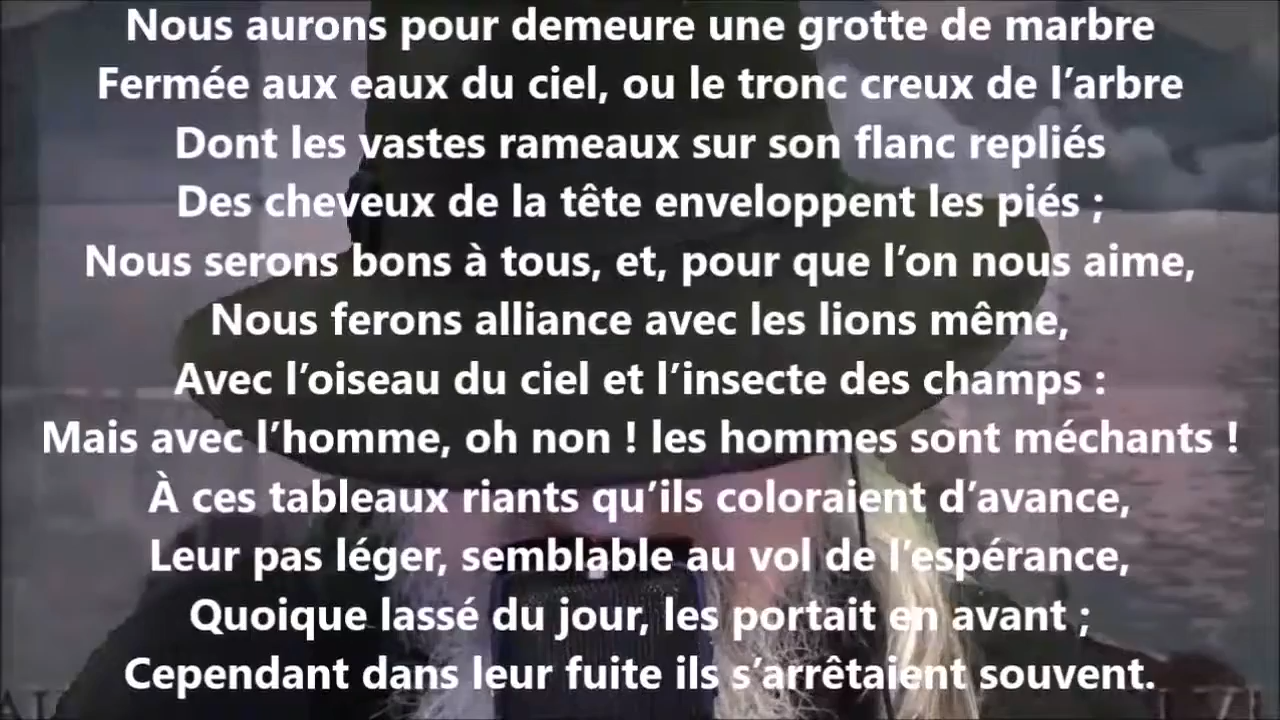 Nous aurons pour demeure une grotte de marbre
Fermée aux eaux du ciel, ou le tronc creux de l’arbre
Dont les vastes rameaux sur son flanc repliés
Des cheveux de la tête enveloppent les piés ;
Nous serons bons à tous, et, pour que l’on nous aime,
Nous ferons alliance avec les lions même,
Avec l’oiseau du ciel et l’insecte des champs :
Mais avec l’homme, oh non ! les hommes sont méchants !
À ces tableaux riants qu’ils coloraient d’avance,
Leur pas léger, semblable au vol de l’espérance,
Quoique lassé du jour, les portait en avant ;
Cependant dans leur fuite ils s’arrêtaient souvent.